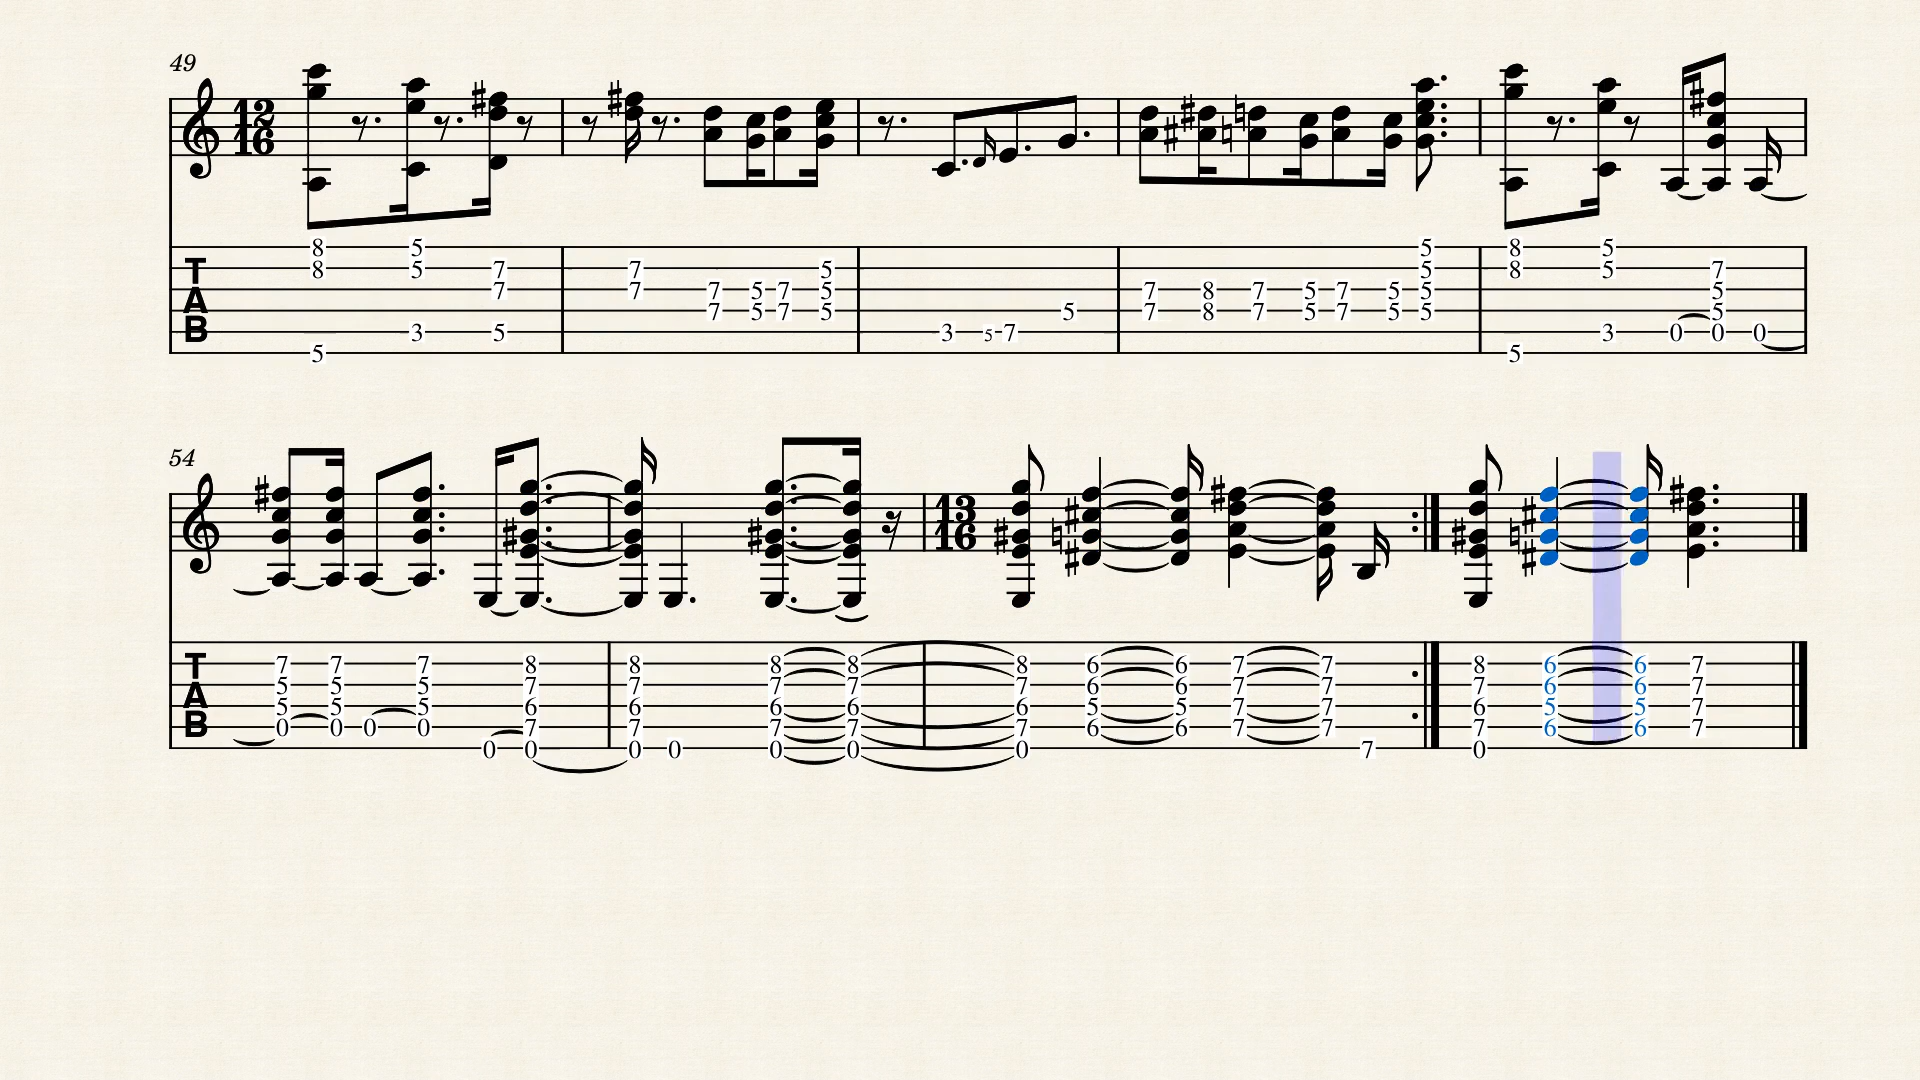 49
12
16
8 5 5 5 5 8 5
T 8 5 7 7 5 5 8 5 7
A 7 7 7 5 7 5 7 8 7 5 7 5 5 5
7 5 7 5 5 7 8 7 5 7 5 5 5
B 3 5 3 5 7 3 0 0 0
5 5
54
13
16
T 7 7 7 8 8 8 8 8 6 6 7 7 8 6 6 7
A 5 5 5 7 7 7 7 7 6 6 7 7 7 6 6 7
5 5 5 6 6 6 6 6 5 5 7 7 6 5 5 7
B 0 0 0 0 7 7 7 7 7 6 6 7 7 7 6 6 7
0 0 0 0 0 0 0 7 0